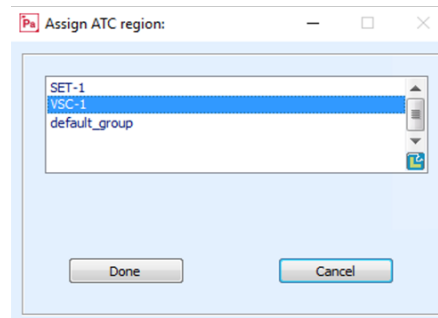 Pa Assign ATC region:
SET-1
VSC-1
default_group
Done Cancel